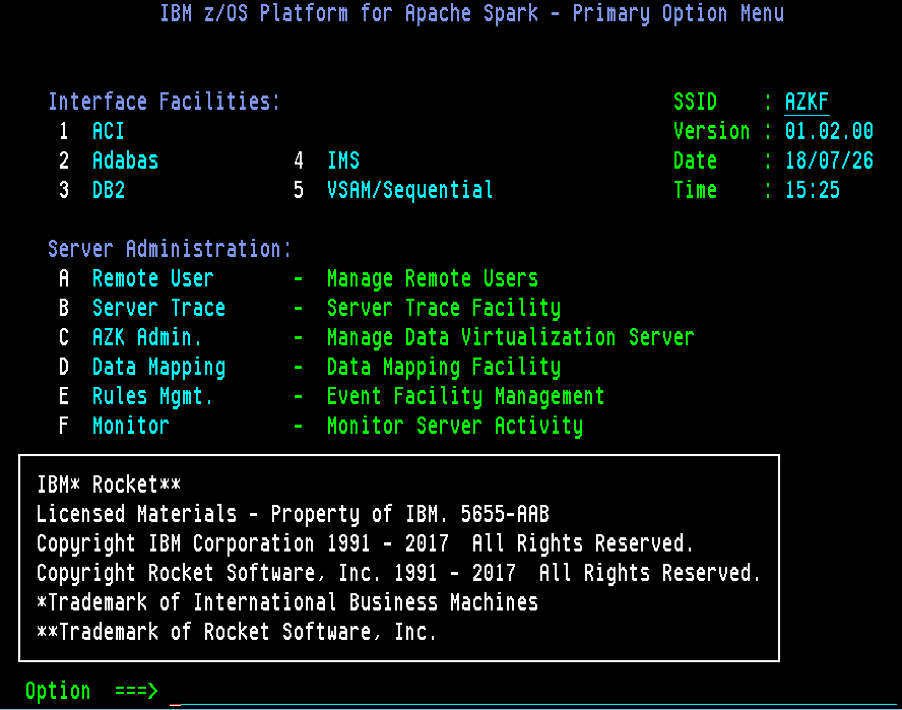 IBM z/OS Platform for Apache Spark - Primary Option Menu
Interface Facilities: SSID : AZKF
1 ACI Version : 01.02.00
2 Adabas 4 IMS Date : 18/07/26
3 DB2 5 VSAM/Sequential Time : 15:25
Server Administration:
A Remote User - Manage Remote Users
B Server Trace - Server Trace Facility
C AZK Admin. - Manage Data Virtualization Server
D Data Mapping - Data Mapping Facility
E Rules Mgmt. - Event Facility Management
F Monitor - Monitor Server Activity
IBM* Rocket**
Licensed Materials - Property of IBM. 5655-AAB
Copyright IBM Corporation 1991 - 2017 All Rights Reserved.
Copyright Rocket Software, Inc. 1991 - 2017 All Rights Reserved.
*Trademark of International Business Machines
**Trademark of Rocket Software, Inc.
Option ===> _